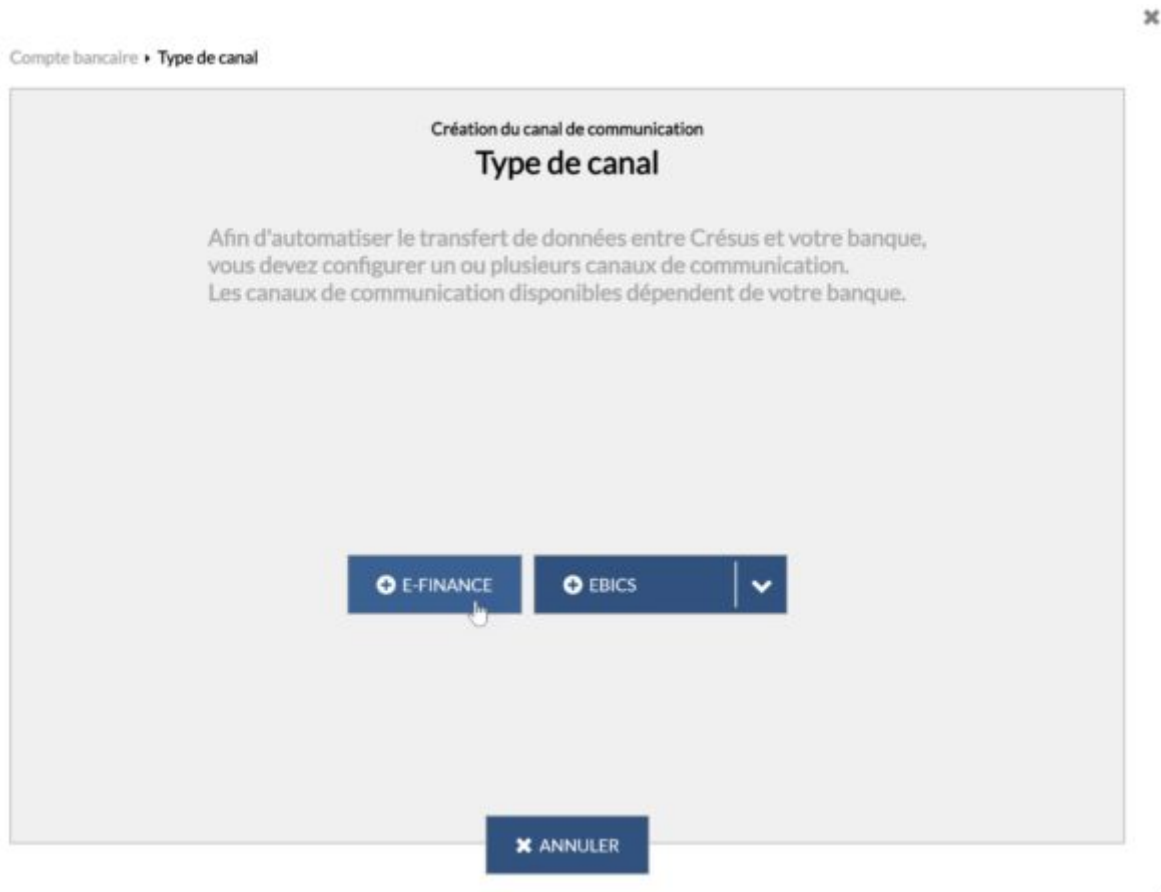 Compte bancaire ▸ Type de canal
Création du canal de communication
Type de canal
Afin d'automatiser le transfert de données entre Crésus et votre banque,
vous devez configurer un ou plusieurs canaux de communication.
Les canaux de communication disponibles dépendent de votre banque.
E-FINANCE
EBICS
ANNULER